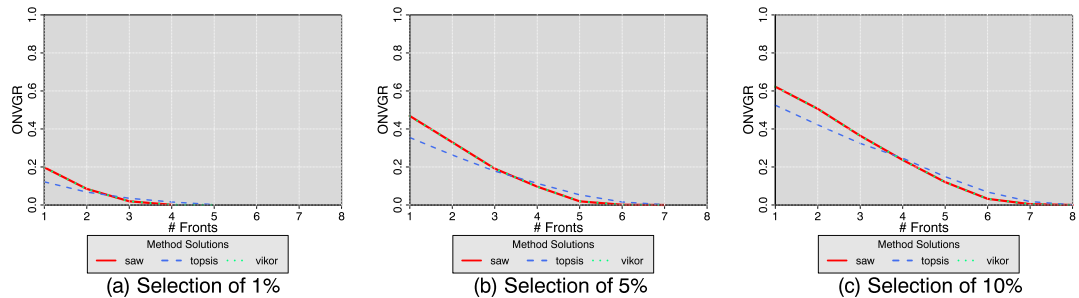 ONVGR
1.0
0.8
0.6
0.4
0.2
0.0
1 2 3 4 5 6 7 8
# Fronts
Method Solutions
saw topsis vikor
(a) Selection of 1%
ONVGR
1.0
0.8
0.6
0.4
0.2
0.0
1 2 3 4 5 6 7 8
# Fronts
Method Solutions
saw topsis vikor
(b) Selection of 5%
ONVGR
1.0
0.8
0.6
0.4
0.2
0.0
1 2 3 4 5 6 7 8
# Fronts
Method Solutions
saw topsis vikor
(c) Selection of 10%